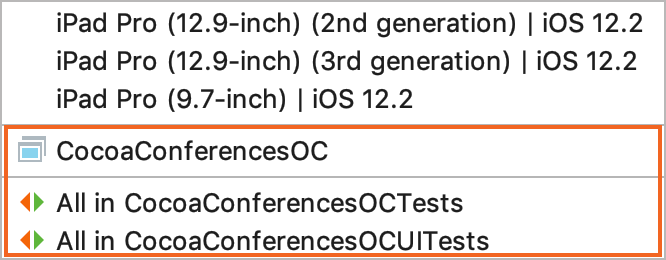 iPad Pro (12.9-inch) (2nd generation) | iOS 12.2
iPad Pro (12.9-inch) (3rd generation) | iOS 12.2
iPad Pro (9.7-inch) | iOS 12.2
CocoaConferencesOC
All in CocoaConferencesOCTests
All in CocoaConferencesOCUITests